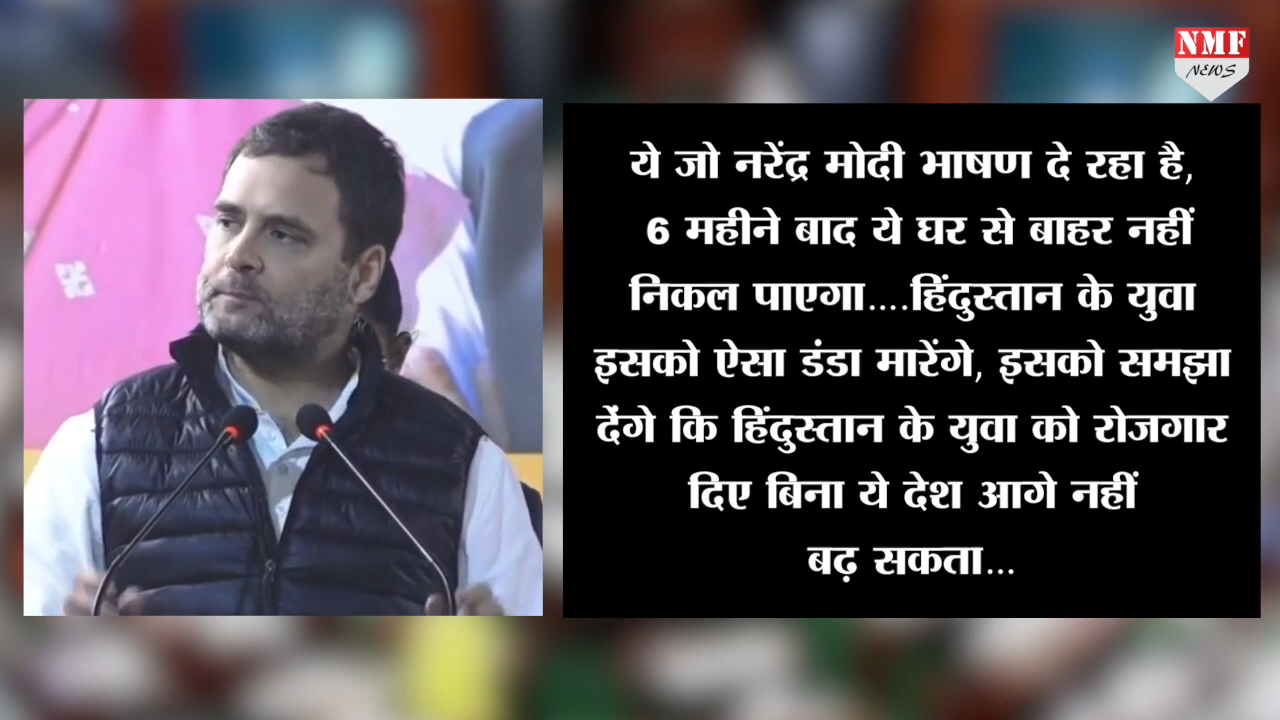 NMF
NEWS
ये जो नरेंद्र मोदी भाषण दे रहा है,
6 महीने बाद ये घर से बाहर नहीं
निकल पाएगा....हिंदुस्तान के युवा
इसको ऐसा डंडा मारेंगे, इसको समझा
देंगे कि हिंदुस्तान के युवा को रोजगार
दिए बिना ये देश आगे नहीं
बढ़ सकता...